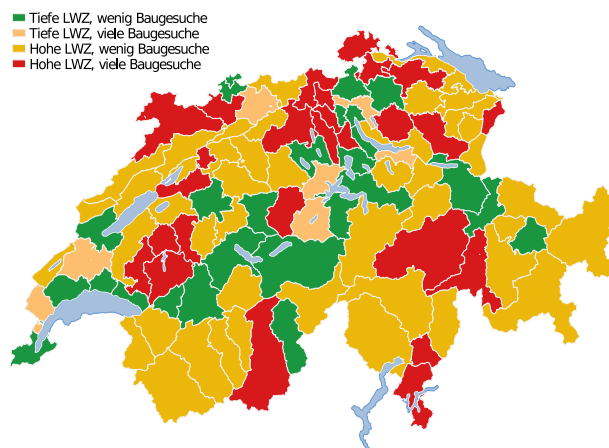 Tiefe LWZ, wenig Baugesuche
Tiefe LWZ, viele Baugesuche
Hohe LWZ, wenig Baugesuche
Hohe LWZ, viele Baugesuche